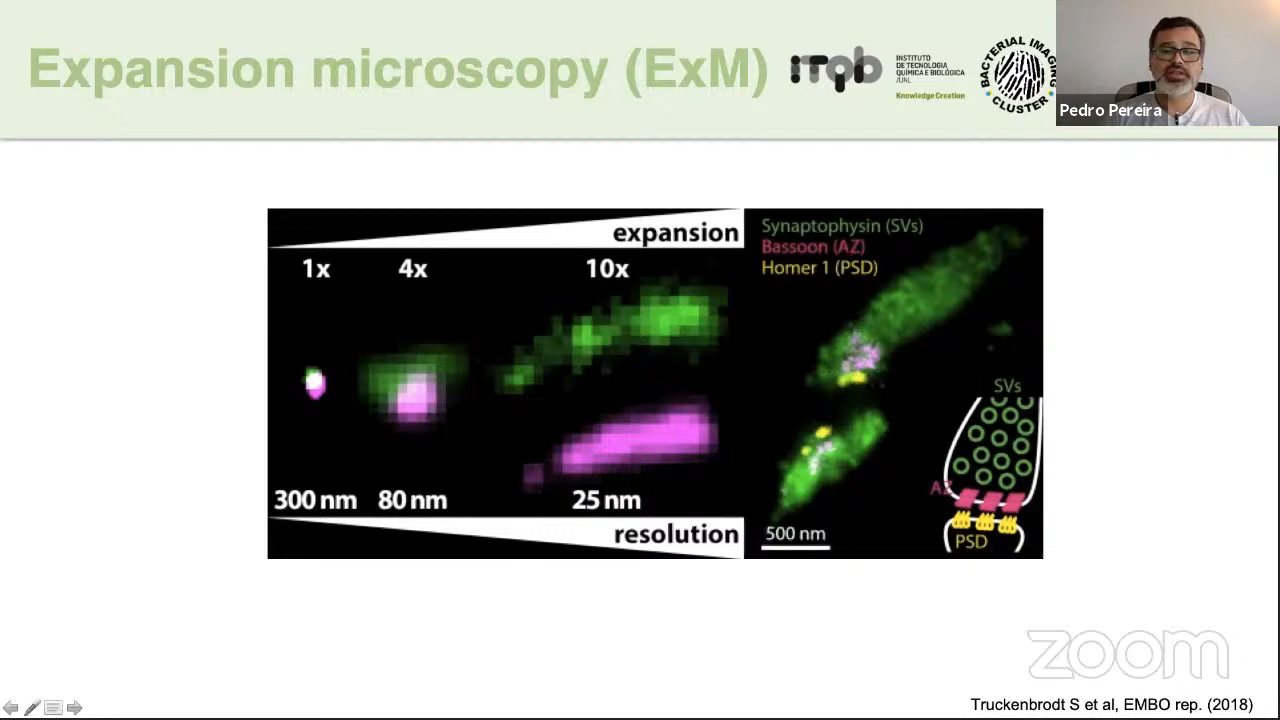 Expansion microscopy (ExM)
itqb
INSTITUTO
DE TECNOLOGIA
QUÍMICA E BIOLÓGICA
/UNL
Knowledge Creation
BACTERIAL IMAGING
CLUSTER
Pedro Pereira
expansion
1x 4x 10x
300 nm 80 nm 25 nm
resolution
Synaptophysin (SVs)
Bassoon (AZ)
Homer 1 (PSD)
SVs
AZ
PSD
500 nm
zoom
Truckenbrodt S et al, EMBO rep. (2018)